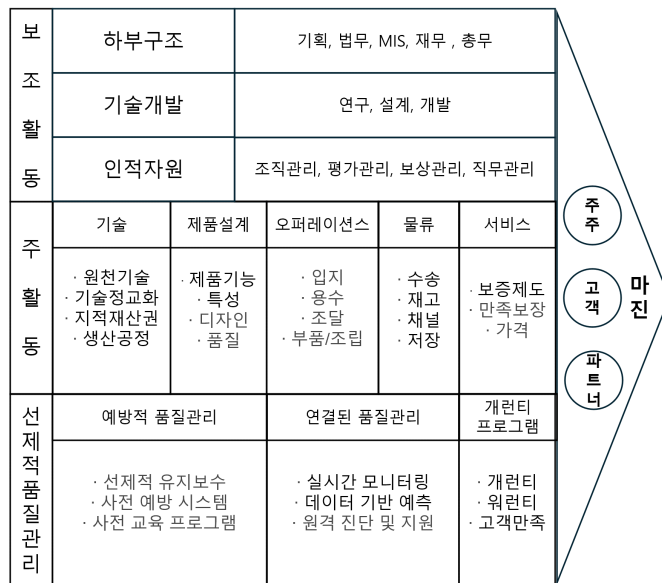 보조활동
하부구조
기획, 법무, MIS, 재무 , 총무
기술개발
연구, 설계, 개발
인적자원
조직관리, 평가관리, 보상관리, 직무관리
주활동
기술
제품설계
오퍼레이션스
물류
서비스
· 원천기술
· 기술정교화
· 지적재산권
· 생산공정
· 제품기능
· 특성
· 디자인
· 품질
· 입지
· 용수
· 조달
· 부품/조립
· 수송
· 재고
· 채널
· 저장
· 보증제도
· 만족보장
· 가격
선제적품질관리
예방적 품질관리
연결된 품질관리
개런티
프로그램
· 선제적 유지보수
· 사전 예방 시스템
· 사전 교육 프로그램
· 실시간 모니터링
· 데이터 기반 예측
· 원격 진단 및 지원
· 개런티
· 워런티
· 고객만족
주주
고객
파트너
마진